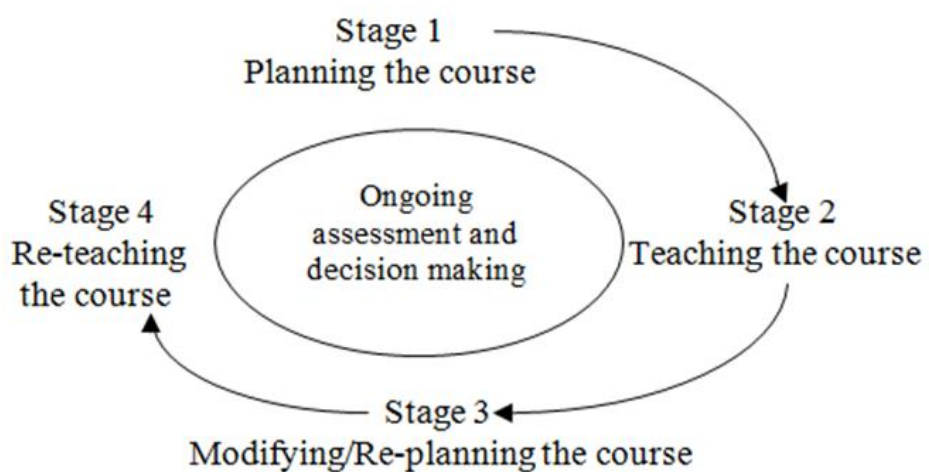 Stage 1
Planning the course
Stage 2
Teaching the course
Stage 3
Modifying/Re-planning the course
Stage 4
Re-teaching
the course
Ongoing
assessment and
decision making